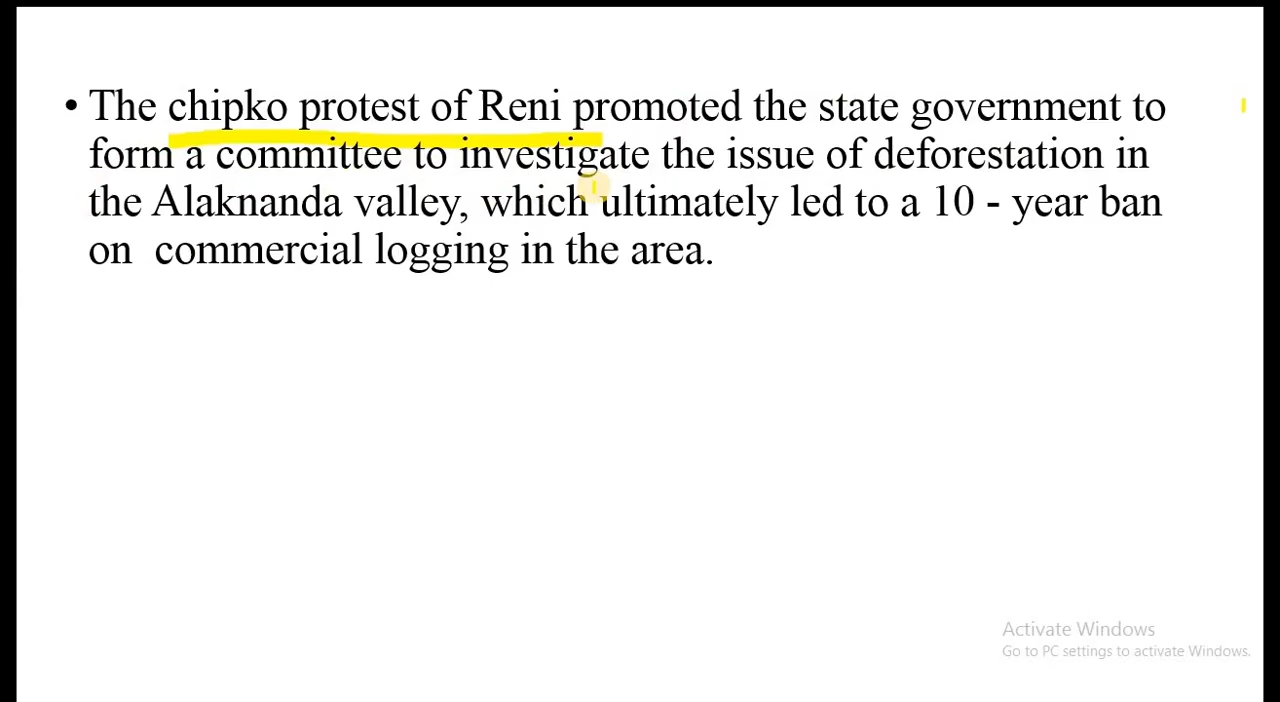 • The chipko protest of Reni promoted the state government to
form a committee to investigate the issue of deforestation in
the Alaknanda valley, which ultimately led to a 10 - year ban
on  commercial logging in the area.
Activate Windows
Go to PC settings to activate Windows.